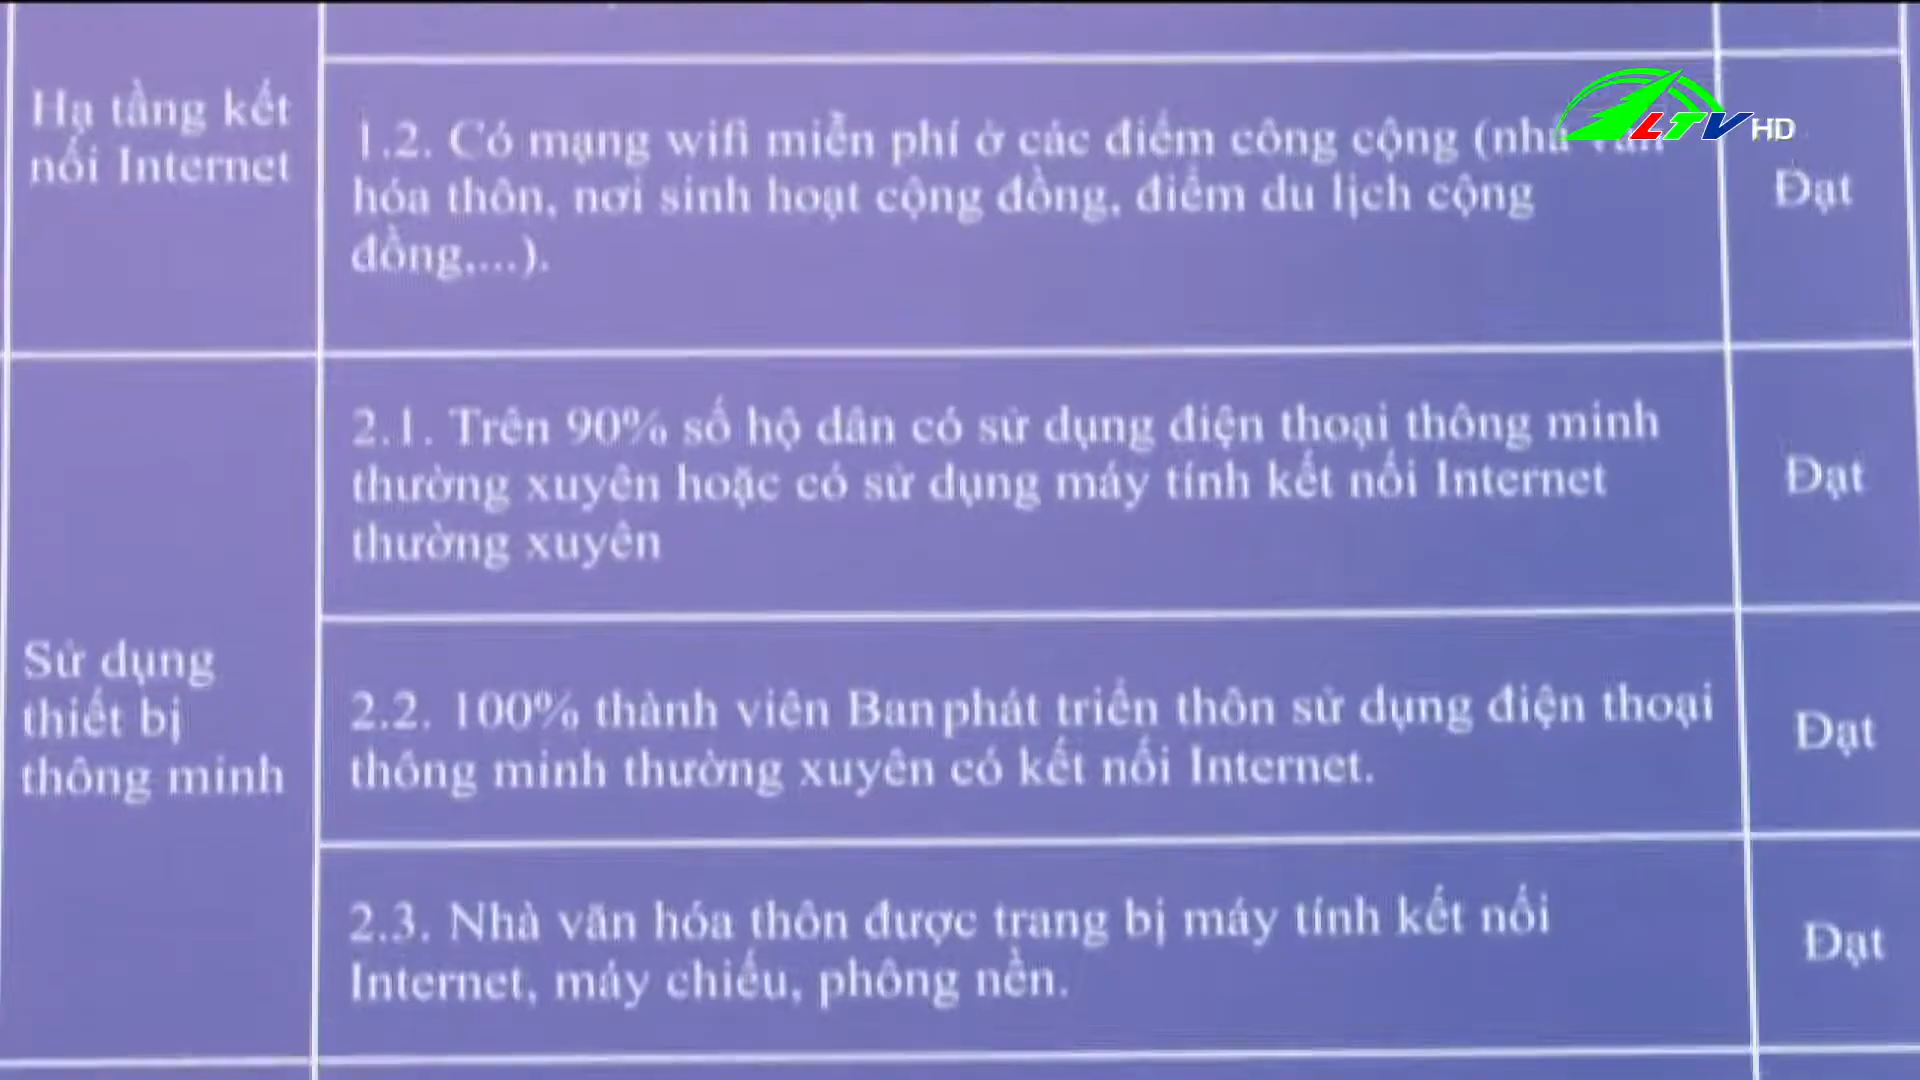 LTV HD
Hạ tầng kết
nối Internet
1.2. Có mạng wifi miễn phí ở các điểm công cộng (nhà văn
hóa thôn, nơi sinh hoạt cộng đồng, điểm du lịch cộng
đồng,...).
Đạt
Sử dụng
thiết bị
thông minh
2.1. Trên 90% số hộ dân có sử dụng điện thoại thông minh
thường xuyên hoặc có sử dụng máy tính kết nối Internet
thường xuyên
Đạt
2.2. 100% thành viên Ban phát triển thôn sử dụng điện thoại
thông minh thường xuyên có kết nối Internet.
Đạt
2.3. Nhà văn hóa thôn được trang bị máy tính kết nối
Internet, máy chiếu, phông nền.
Đạt